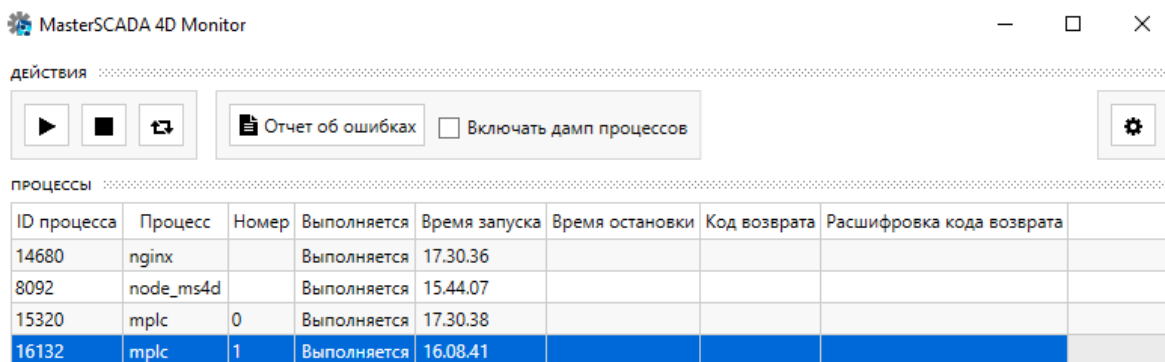 MasterSCADA 4D Monitor
ДЕЙСТВИЯ
Отчет об ошибках Включать дамп процессов
ПРОЦЕССЫ
ID процесса Процесс Номер Выполняется Время запуска Время остановки Код возврата Расшифровка кода возврата
14680 nginx Выполняется 17.30.36
8092 node_ms4d Выполняется 15.44.07
15320 mplc 0 Выполняется 17.30.38
16132 mplc 1 Выполняется 16.08.41